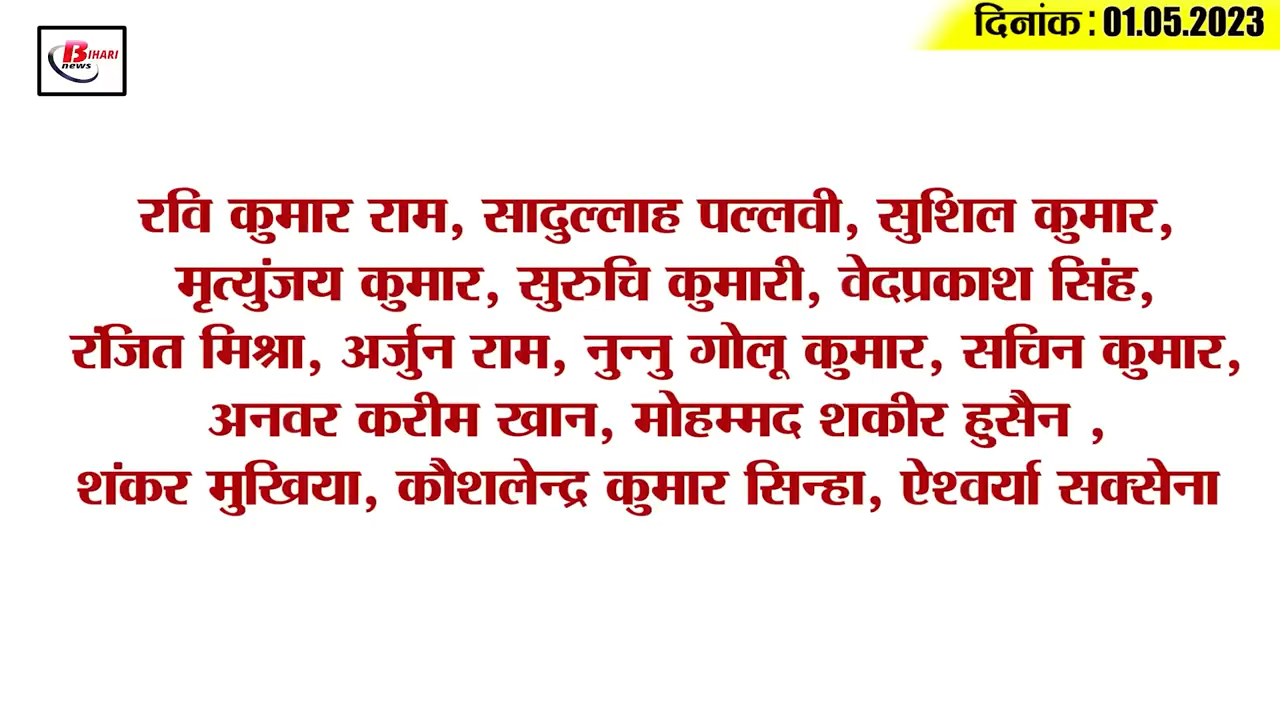 BIHARI
news
दिनांक : 01.05.2023
रवि कुमार राम, सादुल्लाह पल्लवी, सुशिल कुमार,
मृत्युंजय कुमार, सुरुचि कुमारी, वेदप्रकाश सिंह,
रंजित मिश्रा, अर्जुन राम, नुन्नु गोलू कुमार, सचिन कुमार,
अनवर करीम खान, मोहम्मद शकीर हुसैन ,
शंकर मुखिया, कौशलेन्द्र कुमार सिन्हा, ऐश्वर्या सक्सेना